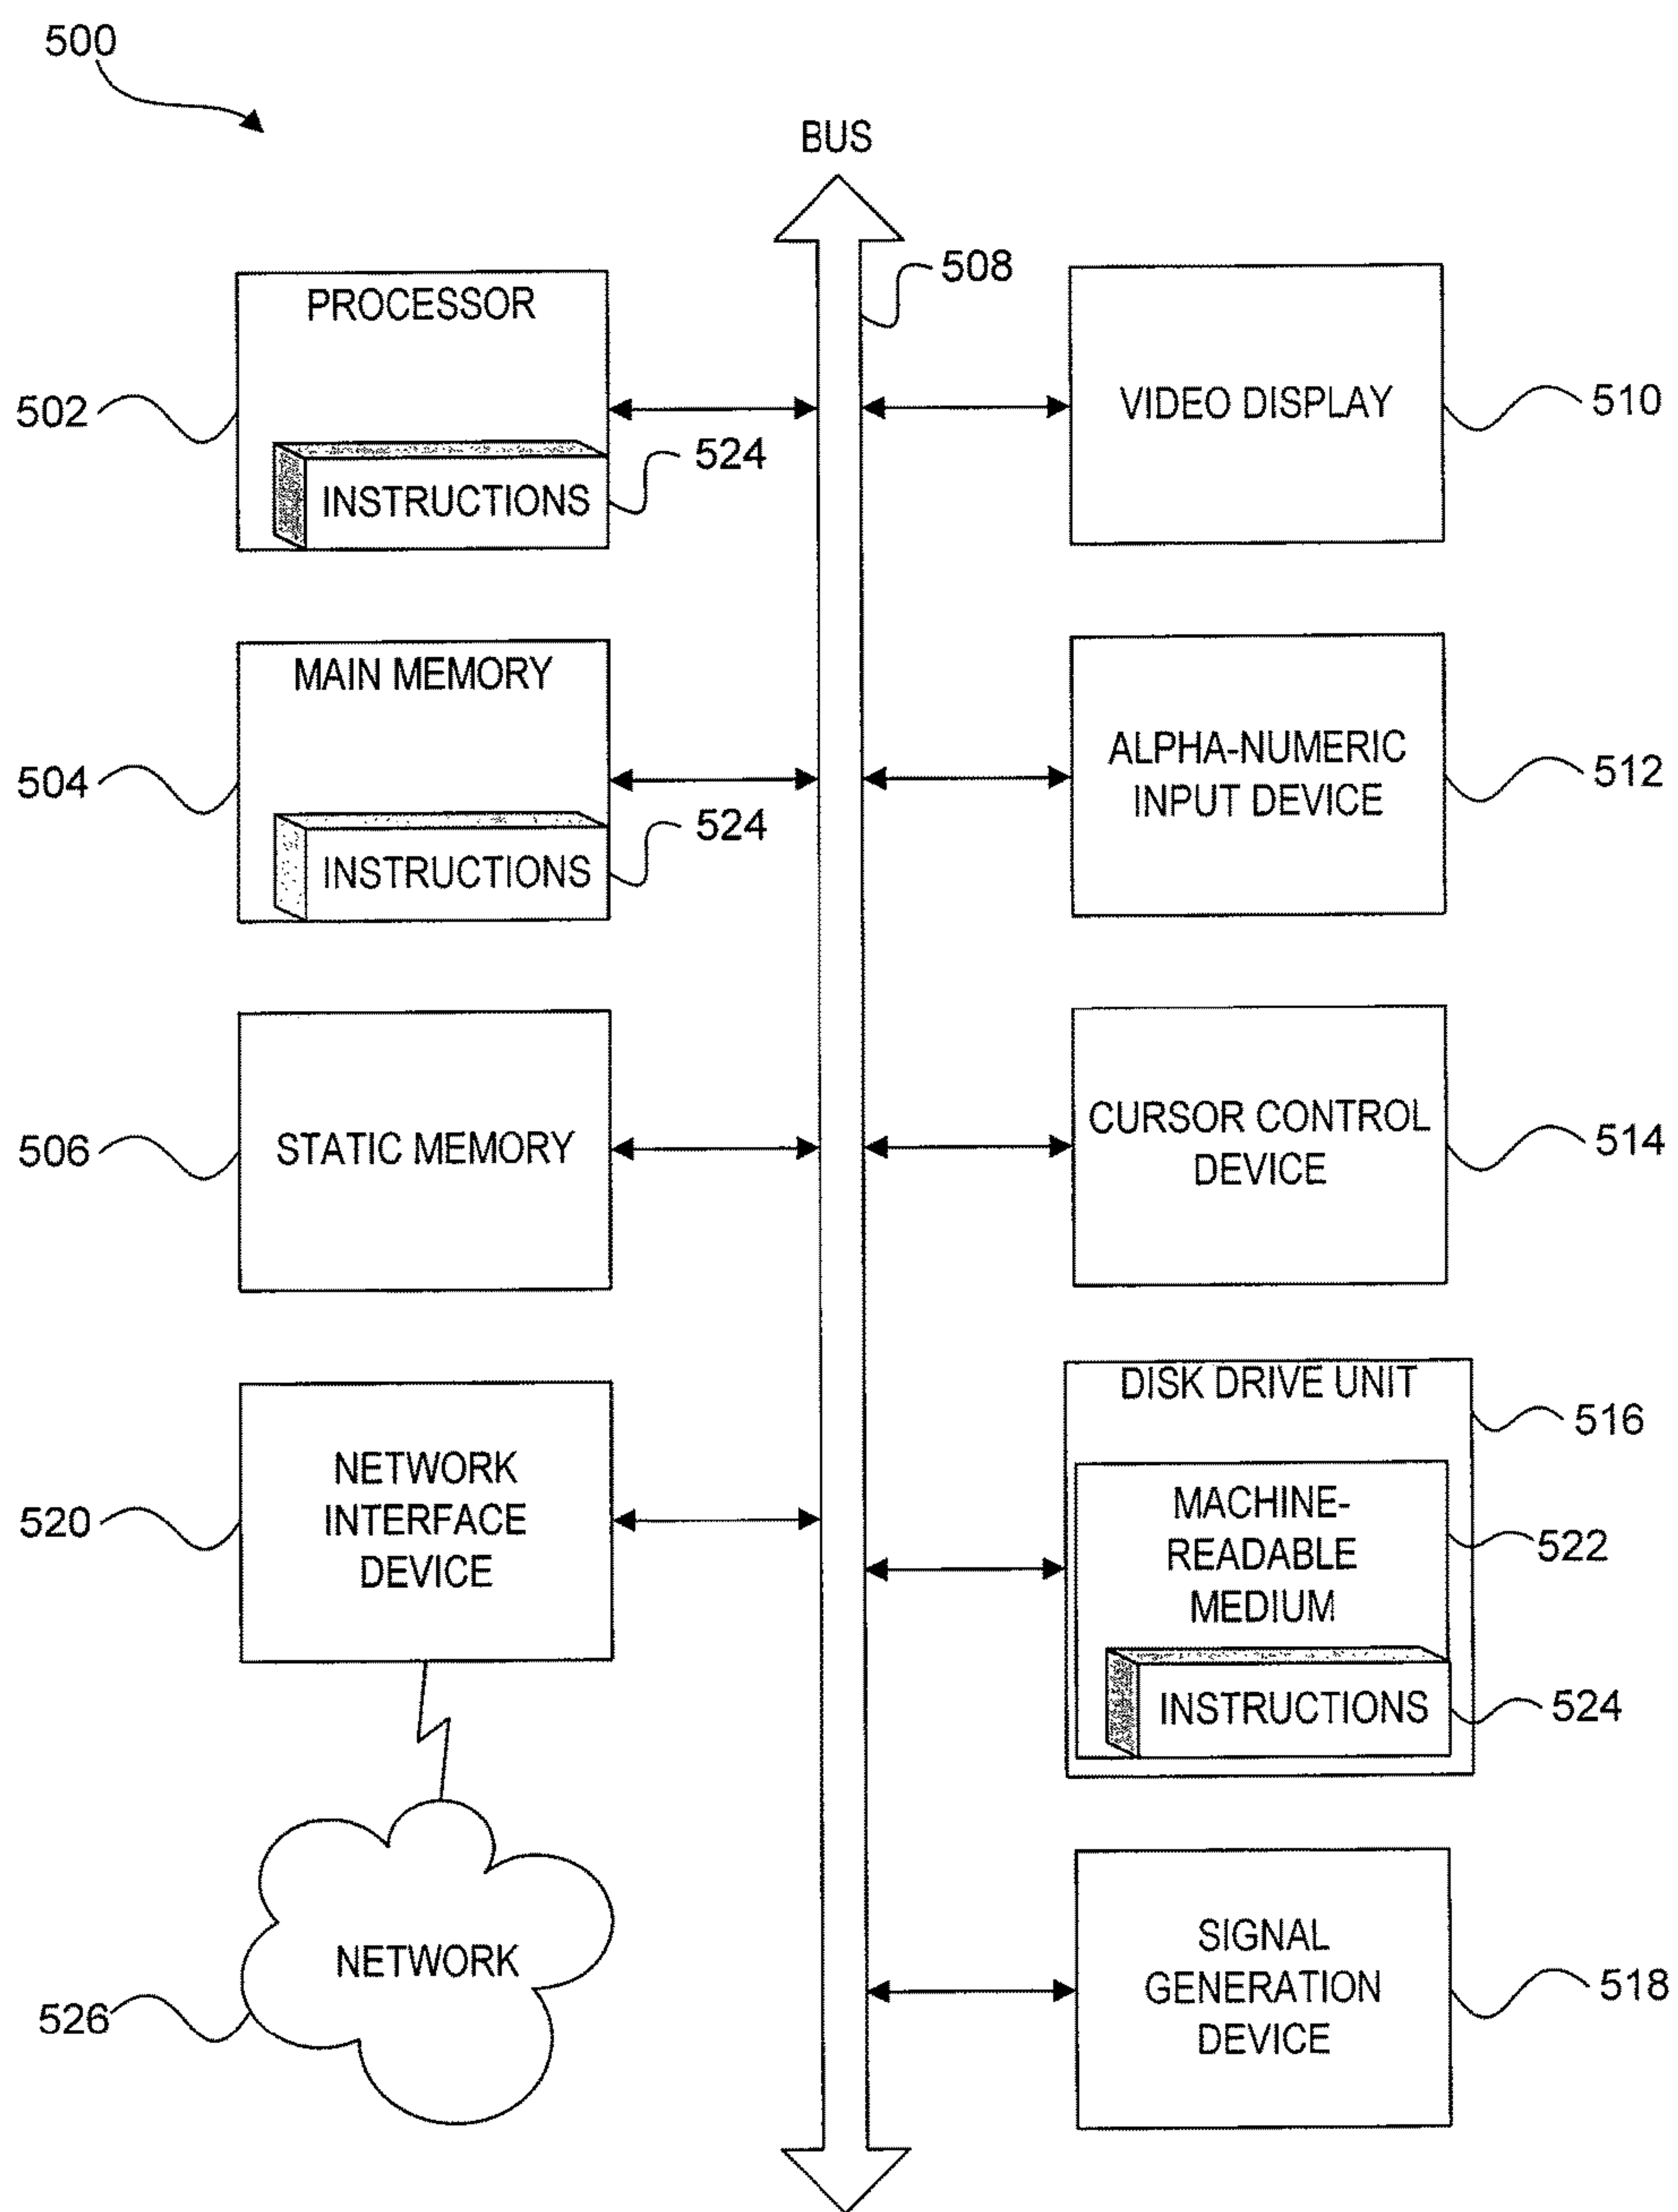 500
BUS
508
PROCESSOR
502
524
INSTRUCTIONS
VIDEO DISPLAY
510
MAIN MEMORY
504
524
INSTRUCTIONS
ALPHA-NUMERIC
INPUT DEVICE
512
506
STATIC MEMORY
CURSOR CONTROL
DEVICE
514
520
NETWORK
INTERFACE
DEVICE
DISK DRIVE UNIT
516
MACHINE-
READABLE
MEDIUM
522
INSTRUCTIONS
524
NETWORK
526
SIGNAL
GENERATION
DEVICE
518